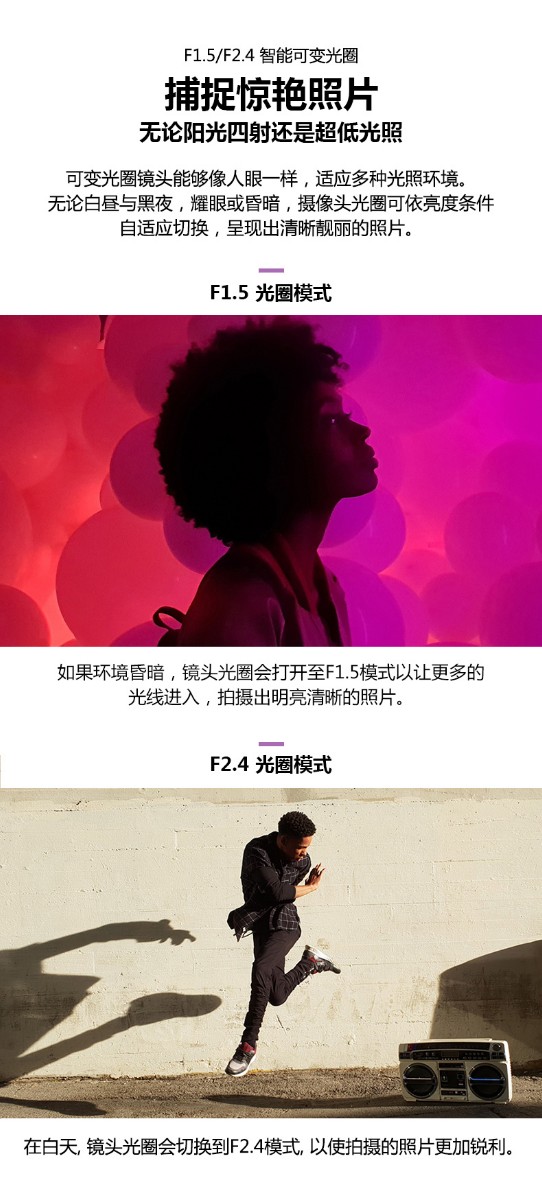 F1.5/F2.4 智能可变光圈
捕捉惊艳照片
无论阳光四射还是超低光照
可变光圈镜头能够像人眼一样，适应多种光照环境。
无论白昼与黑夜，耀眼或昏暗，摄像头光圈可依亮度条件
自适应切换，呈现出清晰靓丽的照片。
F1.5 光圈模式
如果环境昏暗，镜头光圈会打开至F1.5模式以让更多的
光线进入，拍摄出明亮清晰的照片。
F2.4 光圈模式
在白天, 镜头光圈会切换到F2.4模式, 以使拍摄的照片更加锐利。